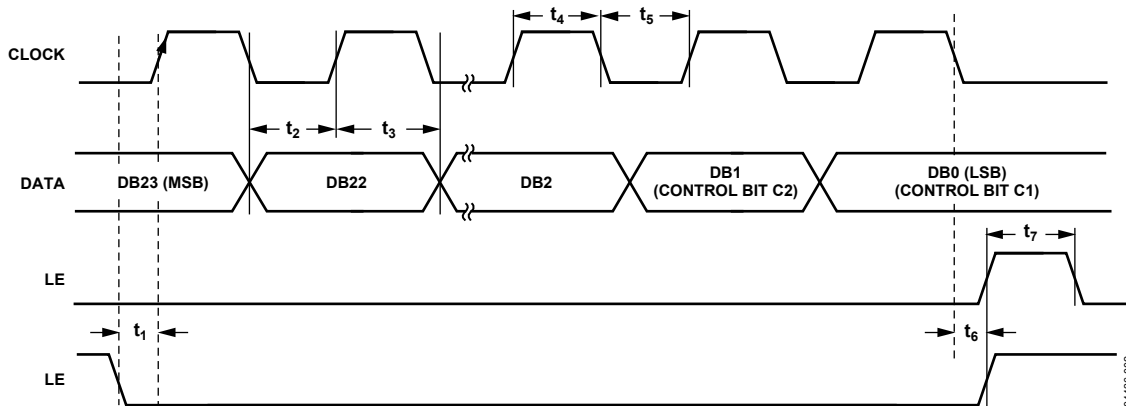 t4
t5
CLOCK
t2
t3
DATA
DB23 (MSB)
DB22
DB2
DB1
(CONTROL BIT C2)
DB0 (LSB)
(CONTROL BIT C1)
t7
LE
t1
t6
LE